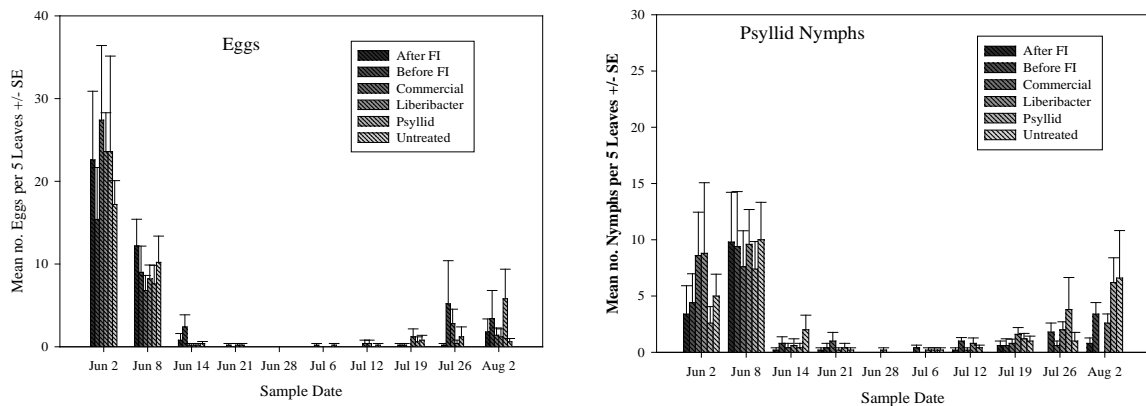 Eggs
After FI
Before FI
Commercial
Liberibacter
Psyllid
Untreated
Mean no. Eggs per 5 Leaves +/- SE
40
30
20
10
0
Jun 2 Jun 8 Jun 14 Jun 21 Jun 28 Jul 6 Jul 12 Jul 19 Jul 26 Aug 2
Sample Date
Psyllid Nymphs
After FI
Before FI
Commercial
Liberibacter
Psyllid
Untreated
Mean no. Nymphs per 5 Leaves +/- SE
30
25
20
15
10
5
0
Jun 2 Jun 8 Jun 14 Jun 21 Jun 28 Jul 6 Jul 12 Jul 19 Jul 26 Aug 2
Sample Date